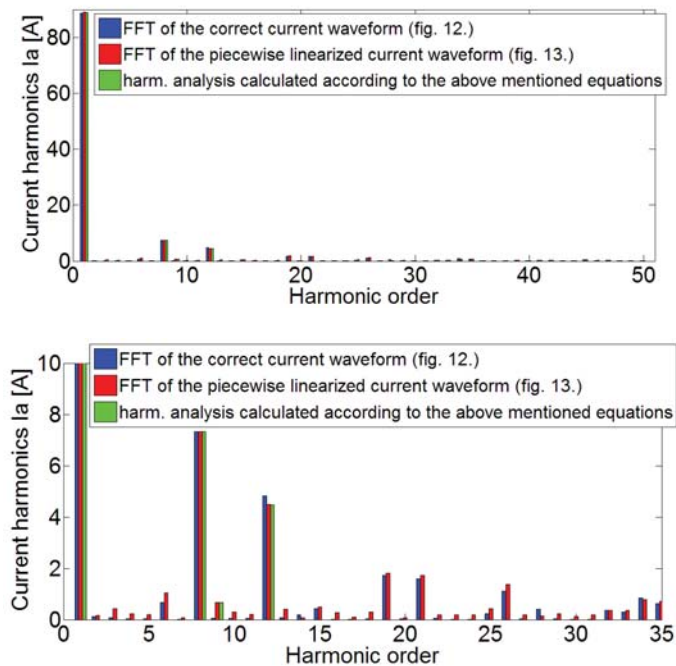 Current harmonics Ia [A]
80
60
40
20
0
FFT of the correct current waveform (fig. 12.)
FFT of the piecewise linearized current waveform (fig. 13.)
harm. analysis calculated according to the above mentioned equations
0 10 20 30 40 50
Harmonic order
Current harmonics Ia [A]
10
8
6
4
2
0
FFT of the correct current waveform (fig. 12.)
FFT of the piecewise linearized current waveform (fig. 13.)
harm. analysis calculated according to the above mentioned equations
0 5 10 15 20 25 30 35
Harmonic order